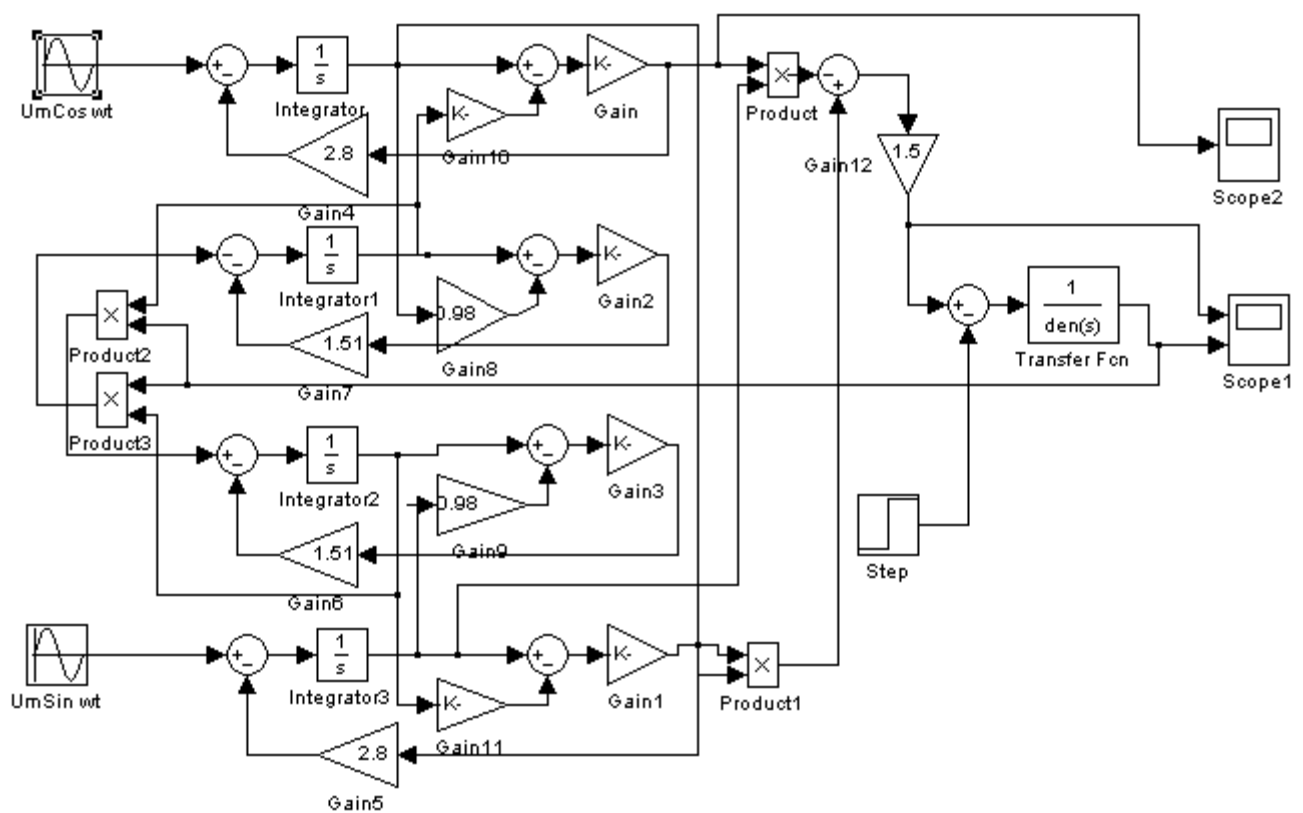 UmCos wt
+
−
1
s
Integrator
+
−
K-
Gain
×
Product
−
+
K-
Gain10
2.8
Gain4
1.5
Gain12
Scope2
−
−
1
s
Integrator1
+
−
K-
Gain2
0.98
Gain8
1.51
Gain7
×
Product2
×
Product3
+
−
1
den(s)
Transfer Fcn
Scope1
+
−
1
s
Integrator2
+
−
K-
Gain3
0.98
Gain9
1.51
Gain6
Step
UmSin wt
+
−
1
s
Integrator3
+
−
K-
Gain1
×
Product1
K-
Gain11
2.8
Gain5